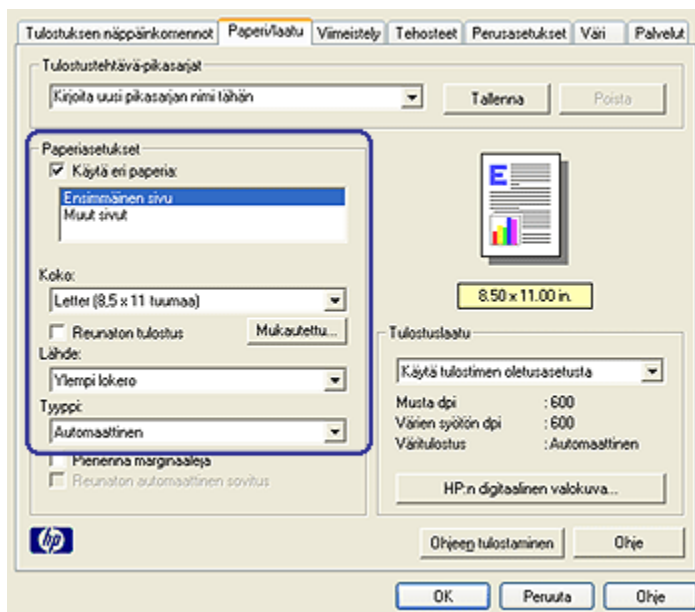 Tulostuksen näppäinkomennot Paperi/laatu Viimeistely Tehosteet Perusasetukset Väri Palvelut
Tulostustehtävä-pikasarjat
Kirjoita uusi pikasarjan nimi tähän Tallenna Poista
Paperiasetukset
Käytä eri paperia:
Ensimmäinen sivu
Muut sivut
E
Koko:
Letter (8,5 x 11 tuumaa)
8.50 x 11.00 in.
Reunaton tulostus Mukautettu...
Lähde:
Ylempi lokero
Tyyppi:
Automaattinen
Pienennä marginaaleja
Reunaton automaattinen sovitus
Tulostuslaatu
Käytä tulostimen oletusasetusta
Musta dpi : 600
Värien syötön dpi : 600
Väritulostus : Automaattinen
HP:n digitaalinen valokuva...
hp
Ohjeen tulostaminen Ohje
OK Peruuta Ohje